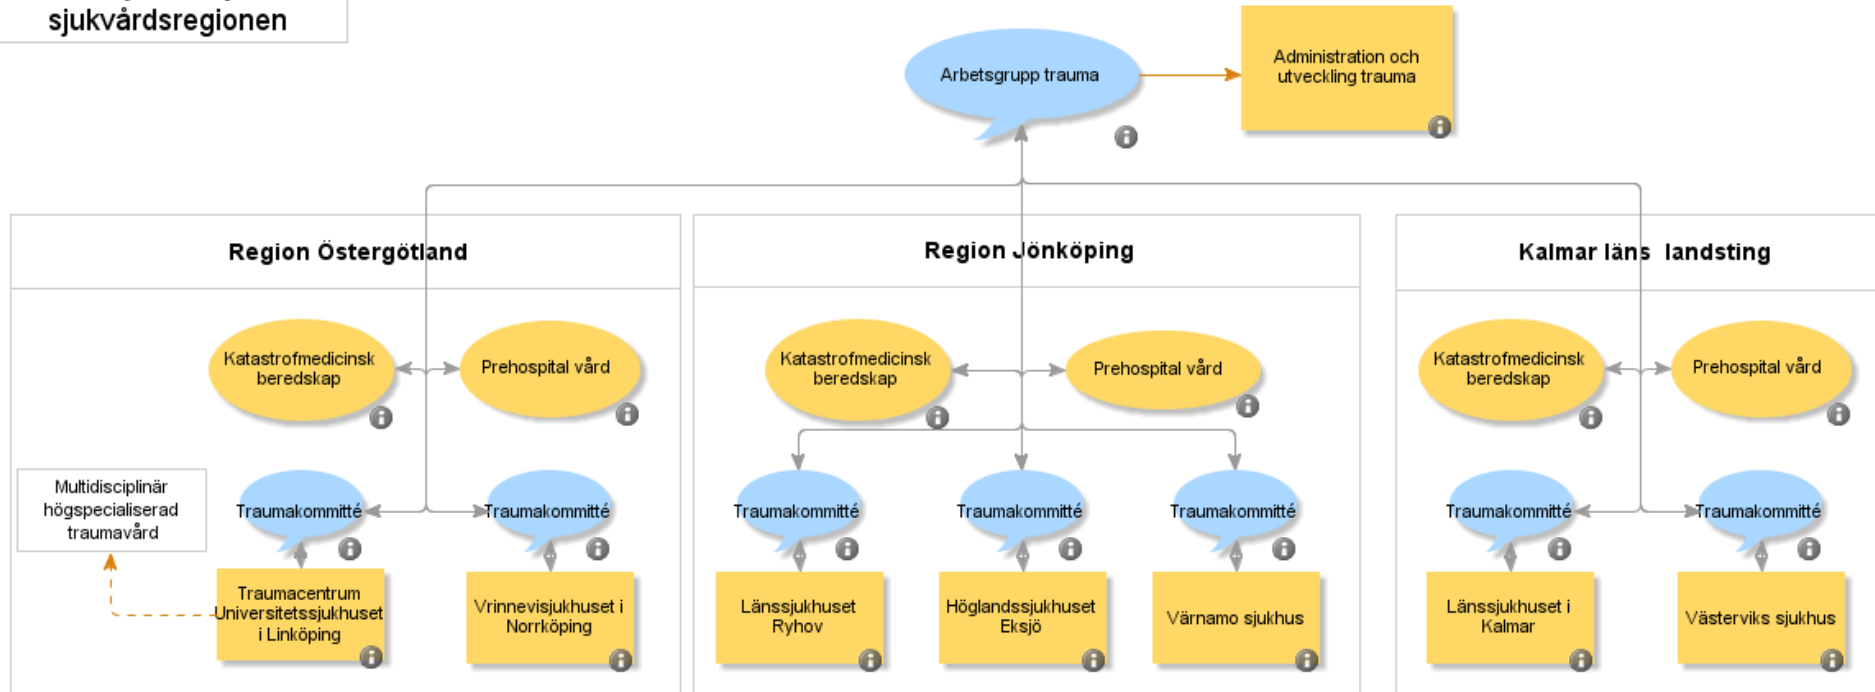 sjukvårdsregionen
Arbetsgrupp trauma
Administration och
utveckling trauma
Region Östergötland
Region Jönköping
Kalmar läns landsting
Katastrofmedicinsk
beredskap
Prehospital vård
Katastrofmedicinsk
beredskap
Prehospital vård
Katastrofmedicinsk
beredskap
Prehospital vård
Multidisciplinär
högspecialiserad
traumavård
Traumakommitté
Traumakommitté
Traumakommitté
Traumakommitté
Traumakommitté
Traumakommitté
Traumakommitté
Traumacentrum
Universitetssjukhuset
i Linköping
Vrinnevisjukhuset i
Norrköping
Länssjukhuset
Ryhov
Höglandssjukhuset
Eksjö
Värnamo sjukhus
Länssjukhuset i
Kalmar
Västerviks sjukhus